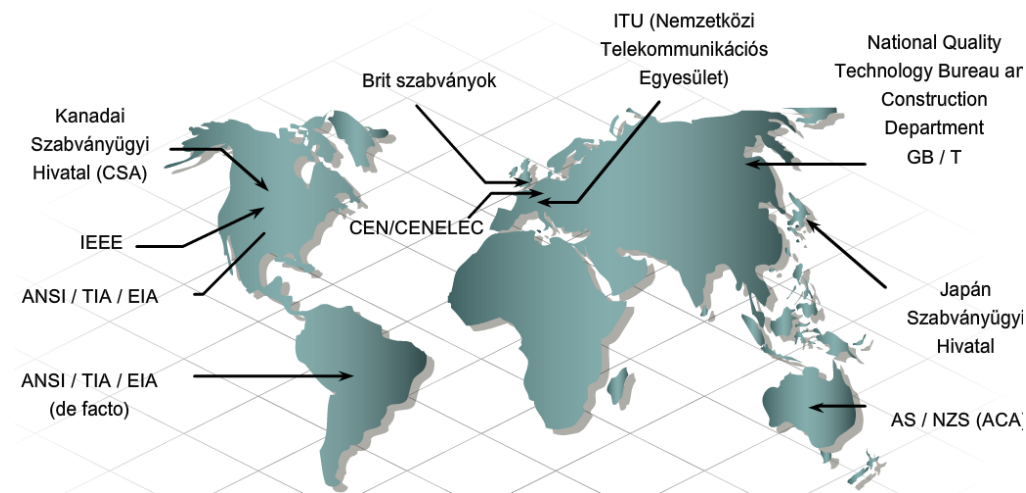 ITU (Nemzetközi
Telekommunikációs
Egyesület)
National Quality
Technology Bureau an
Construction
Department
GB / T
Brit szabványok
Kanadai
Szabványügyi
Hivatal (CSA)
CEN/CENELEC
IEEE
ANSI / TIA / EIA
Japán
Szabványügyi
Hivatal
ANSI / TIA / EIA
(de facto)
AS / NZS (ACA)